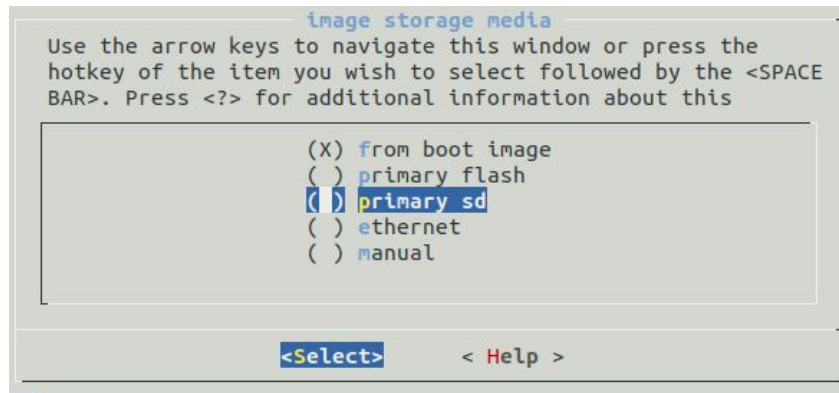 image storage media
Use the arrow keys to navigate this window or press the
hotkey of the item you wish to select followed by the <SPACE
BAR>. Press <?> for additional information about this
(X) from boot image
( ) primary flash
( ) primary sd
( ) ethernet
( ) manual
<Select> < Help >